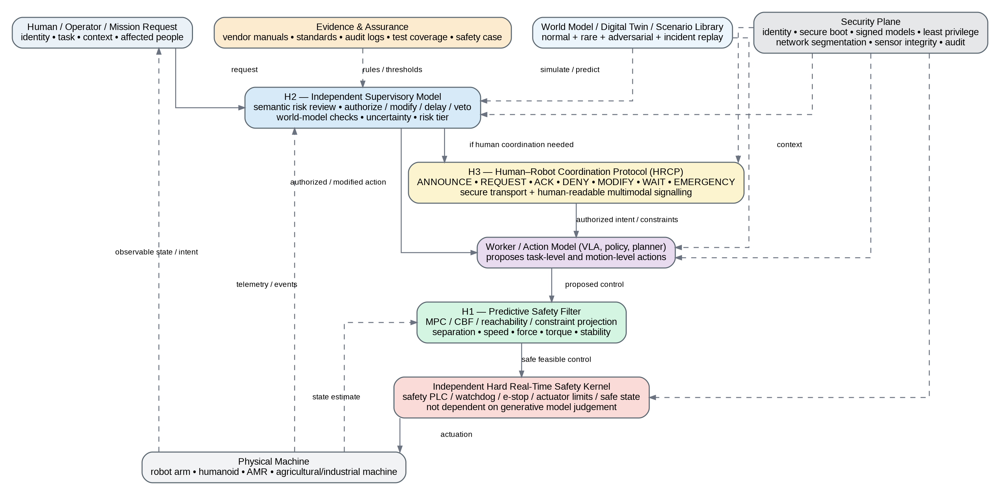 Human / Operator / Mission Request
identity • task • context • affected people
Evidence & Assurance
vendor manuals • standards • audit logs • test coverage • safety case
World Model / Digital Twin / Scenario Library
normal + rare + adversarial + incident replay
Security Plane
identity • secure boot • signed models • least privilege
network segmentation • sensor integrity • audit
request
rules / thresholds
simulate / predict
H2 — Independent Supervisory Model
semantic risk review • authorize / modify / delay / veto
world-model checks • uncertainty • risk tier
if human coordination needed
context
H3 — Human–Robot Coordination Protocol (HRCP)
ANNOUNCE • REQUEST • ACK • DENY • MODIFY • WAIT • EMERGENCY
secure transport + human-readable multimodal signalling
authorized / modified action
authorized intent / constraints
Worker / Action Model (VLA, policy, planner)
proposes task-level and motion-level actions
observable state / intent
telemetry / events
proposed control
H1 — Predictive Safety Filter
MPC / CBF / reachability / constraint projection
separation • speed • force • torque • stability
safe feasible control
Independent Hard Real-Time Safety Kernel
safety PLC / watchdog / e-stop / actuator limits / safe state
not dependent on generative model judgement
state estimate
actuation
Physical Machine
robot arm • humanoid • AMR • agricultural/industrial machine